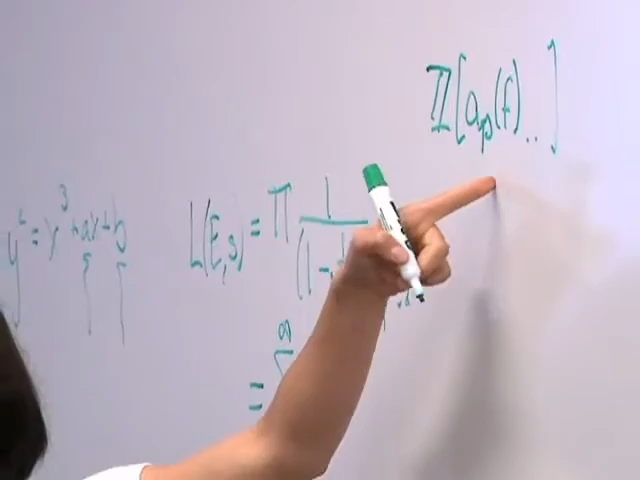 ℤ[a_p(f)..]
y² = x³ + ax + b
L(E,s) = Π 1
(1 -
= Σ ∞